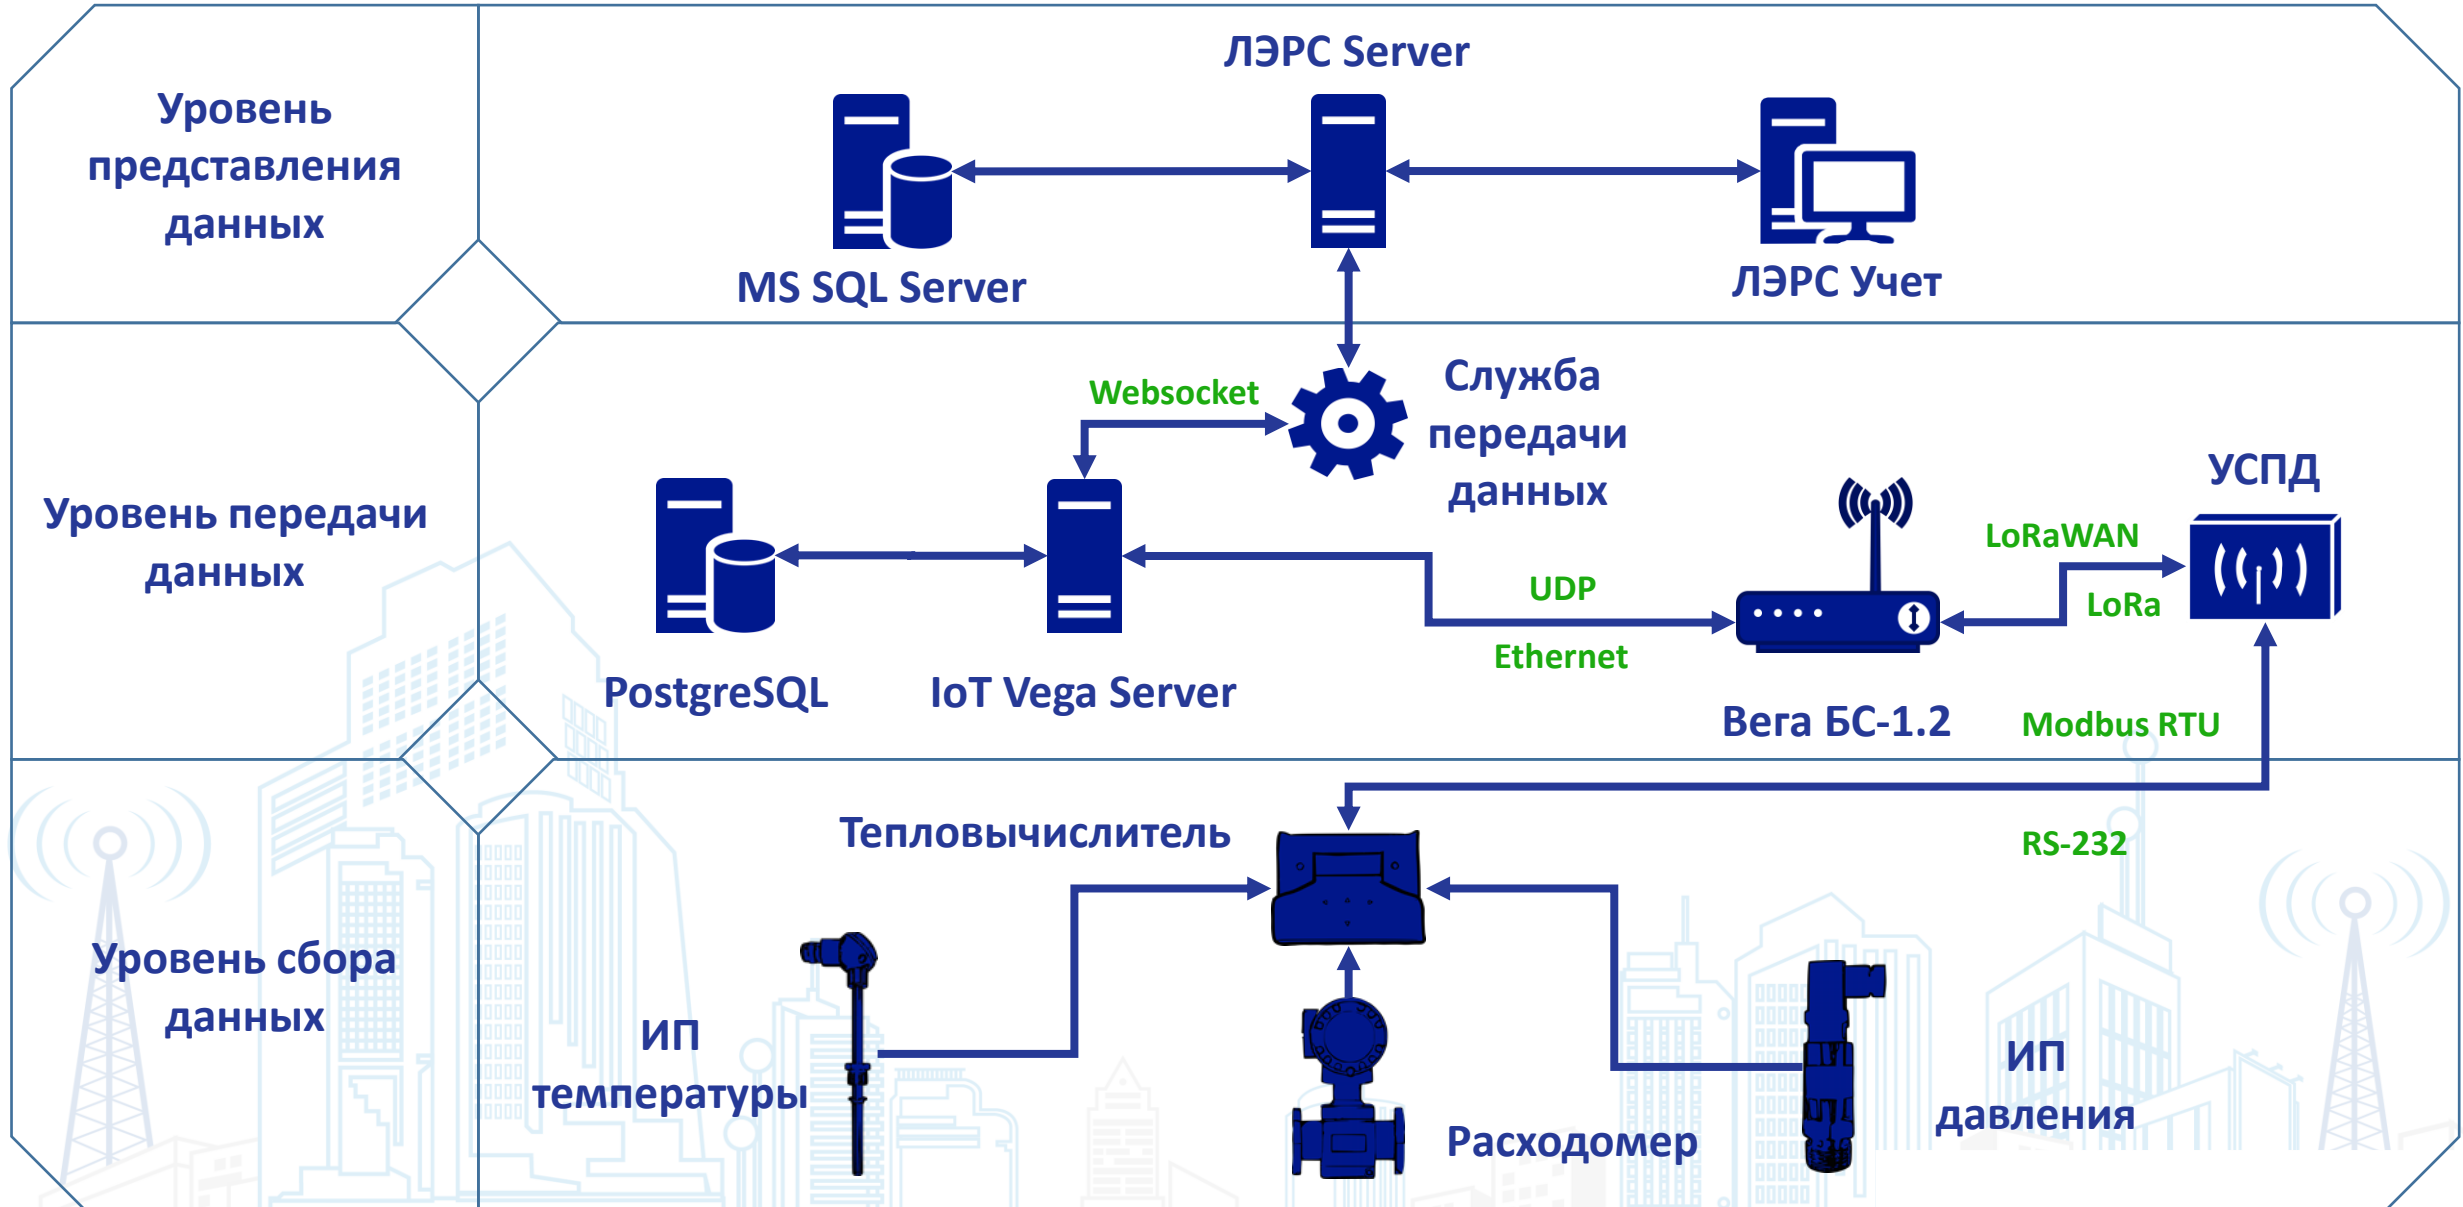 Уровень
представления
данных
ЛЭРС Server
MS SQL Server
ЛЭРС Учет
Уровень передачи
данных
Websocket
Служба
передачи
данных
PostgreSQL
IoT Vega Server
UDP
Ethernet
Вега БС-1.2
LoRaWAN
LoRa
УСПД
Modbus RTU
RS-232
Уровень сбора
данных
Тепловычислитель
ИП
температуры
Расходомер
ИП
давления